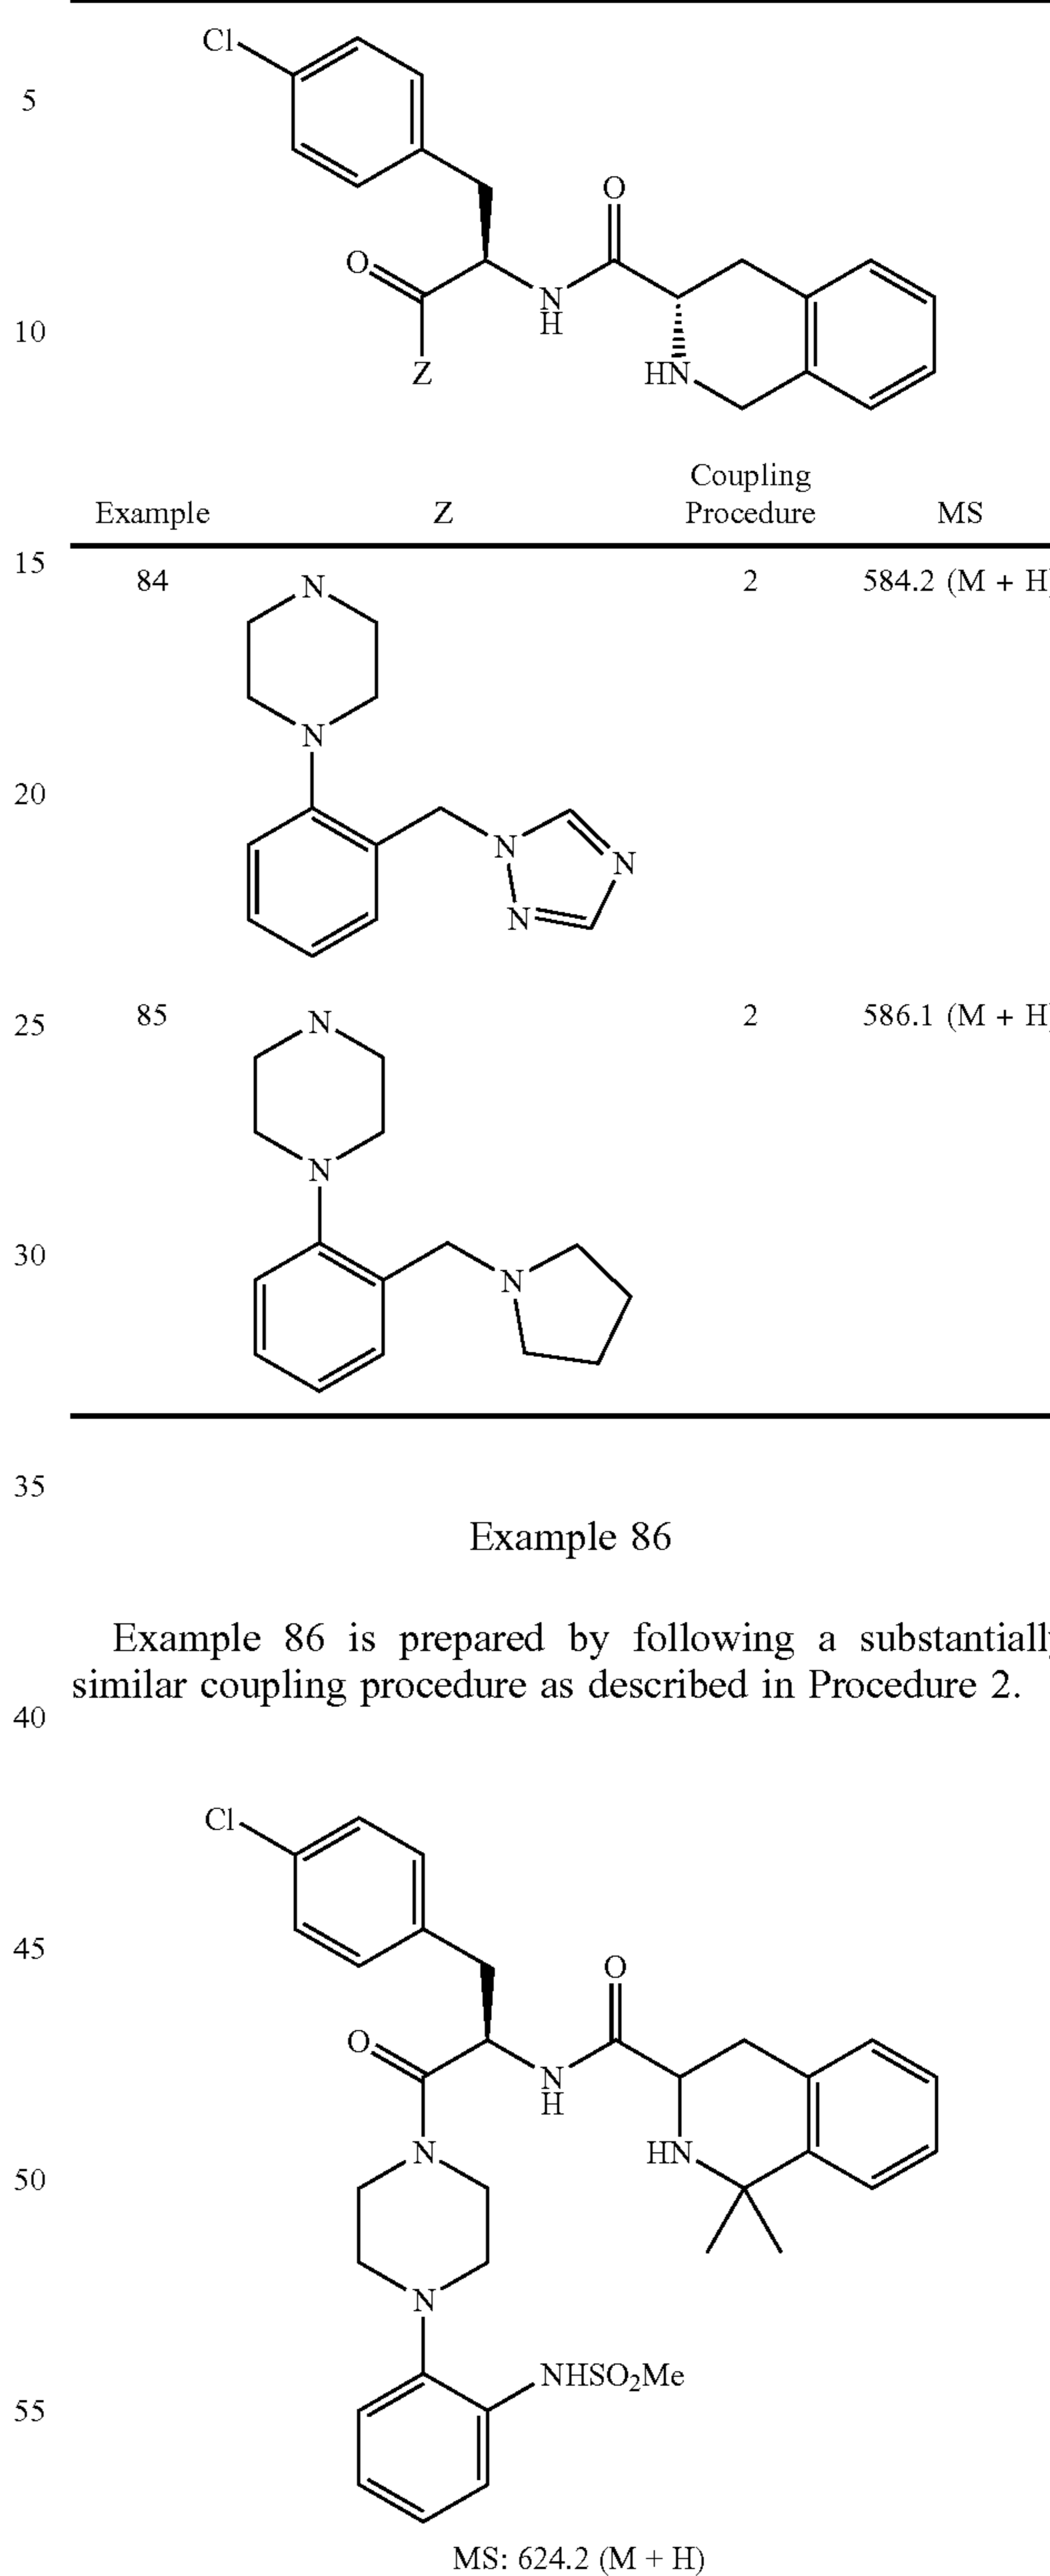 5
Cl
O
O
N
H
10
Z
HN
Coupling
Example Z Procedure MS
15
84 N 2 584.2 (M + H)
N
20
N
N
N
25
85 N 2 586.1 (M + H)
N
30
N
35
Example 86
Example 86 is prepared by following a substantially
similar coupling procedure as described in Procedure 2.
40
Cl
45
O
O
N
H
N
HN
50
N
NHSO₂Me
55
MS: 624.2 (M + H)